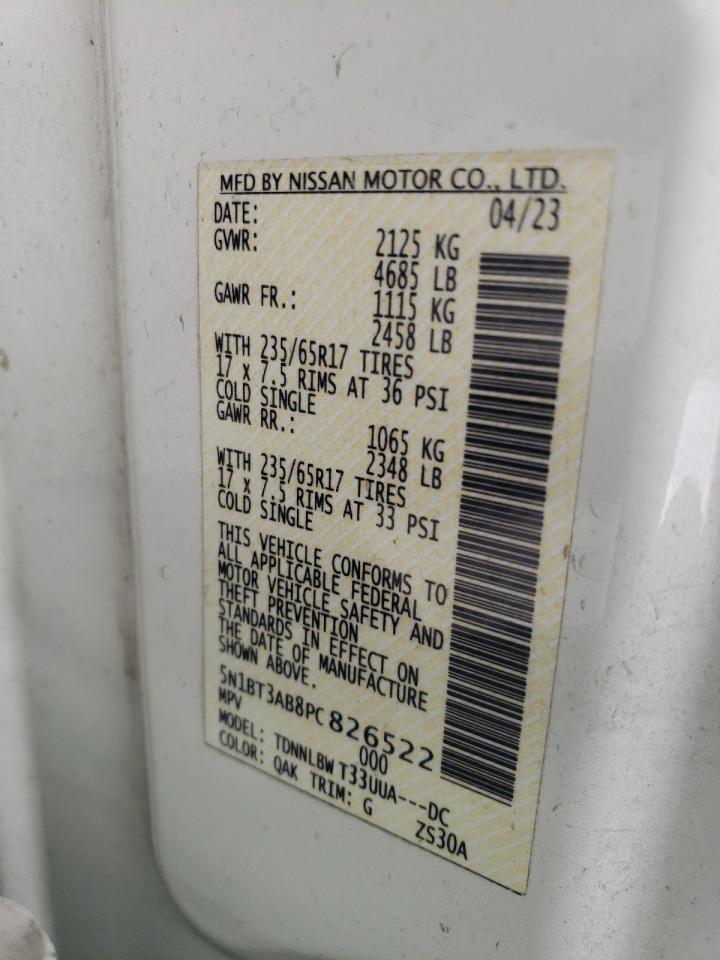 MFD BY NISSAN MOTOR CO., LTD.
DATE: 04/23
GVWR: 2125 KG
4685 LB
GAWR FR.: 1115 KG
2458 LB
WITH 235/65R17 TIRES
17 x 7.5 RIMS AT 36 PSI
COLD SINGLE
GAWR RR.: 1065 KG
2348 LB
WITH 235/65R17 TIRES
17 x 7.5 RIMS AT 33 PSI
COLD SINGLE
THIS VEHICLE CONFORMS TO
ALL APPLICABLE FEDERAL
MOTOR VEHICLE SAFETY AND
THEFT PREVENTION
STANDARDS IN EFFECT ON
THE DATE OF MANUFACTURE
SHOWN ABOVE.
5N1BT3AB8PC826522
MPV 000
MODEL: TDNNLBWT33UUA---DC
COLOR: QAK TRIM: G ZS30A